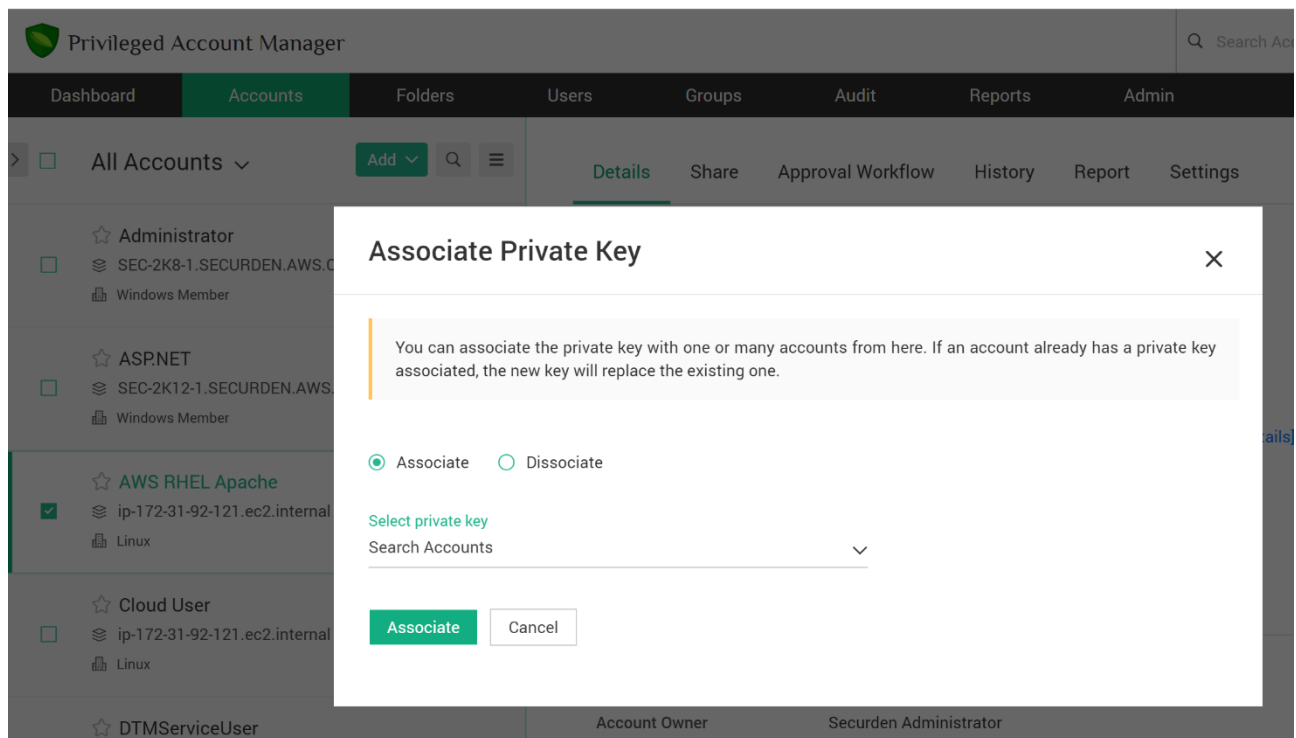 Privileged Account Manager
Search Acc
Dashboard Accounts Folders Users Groups Audit Reports Admin
All Accounts Add
Details Share Approval Workflow History Report Settings
Administrator
SEC-2K8-1.SECURDEN.AWS.C
Windows Member
ASP.NET
SEC-2K12-1.SECURDEN.AWS.
Windows Member
AWS RHEL Apache
ip-172-31-92-121.ec2.internal
Linux
Cloud User
ip-172-31-92-121.ec2.internal
Linux
DTMServiceUser
Associate Private Key
You can associate the private key with one or many accounts from here. If an account already has a private key
associated, the new key will replace the existing one.
Associate Dissociate
Select private key
Search Accounts
Associate Cancel
tails]
Account Owner Securden Administrator